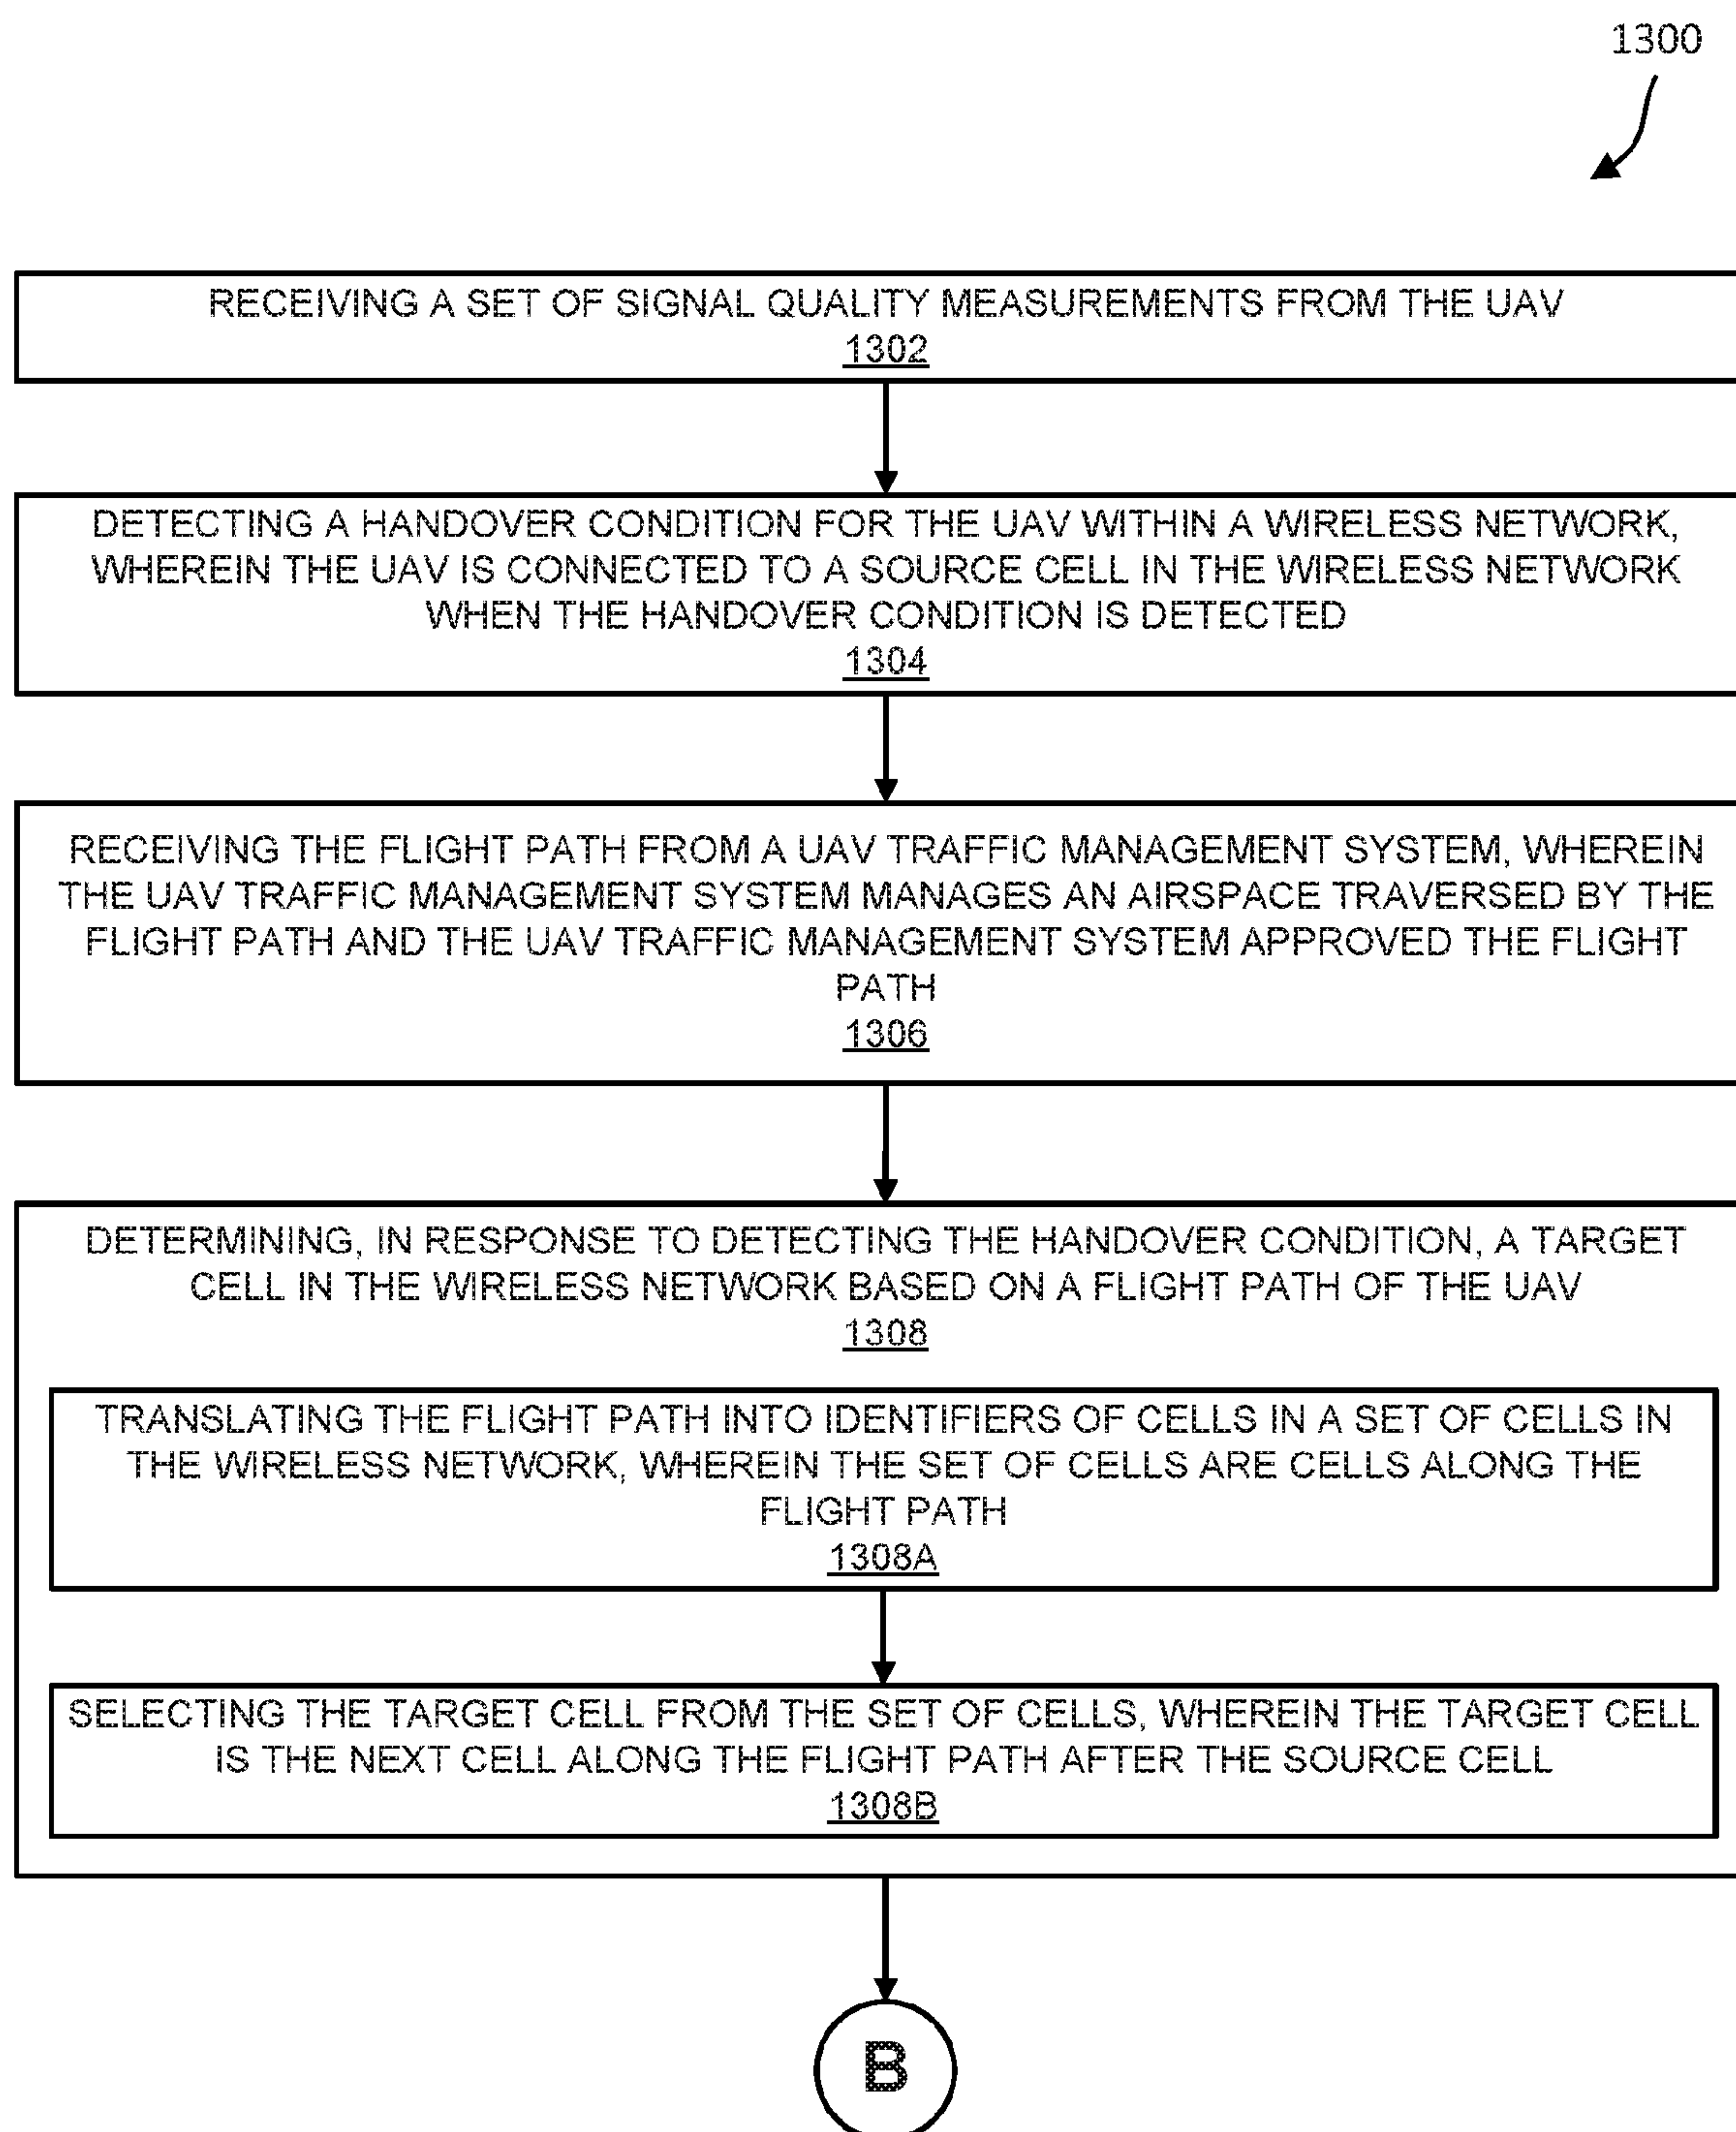 1300
RECEIVING A SET OF SIGNAL QUALITY MEASUREMENTS FROM THE UAV
1302
DETECTING A HANDOVER CONDITION FOR THE UAV WITHIN A WIRELESS NETWORK,
WHEREIN THE UAV IS CONNECTED TO A SOURCE CELL IN THE WIRELESS NETWORK
WHEN THE HANDOVER CONDITION IS DETECTED
1304
RECEIVING THE FLIGHT PATH FROM A UAV TRAFFIC MANAGEMENT SYSTEM, WHEREIN
THE UAV TRAFFIC MANAGEMENT SYSTEM MANAGES AN AIRSPACE TRAVERSED BY THE
FLIGHT PATH AND THE UAV TRAFFIC MANAGEMENT SYSTEM APPROVED THE FLIGHT
PATH
1306
DETERMINING, IN RESPONSE TO DETECTING THE HANDOVER CONDITION, A TARGET
CELL IN THE WIRELESS NETWORK BASED ON A FLIGHT PATH OF THE UAV
1308
TRANSLATING THE FLIGHT PATH INTO IDENTIFIERS OF CELLS IN A SET OF CELLS IN
THE WIRELESS NETWORK, WHEREIN THE SET OF CELLS ARE CELLS ALONG THE
FLIGHT PATH
1308A
SELECTING THE TARGET CELL FROM THE SET OF CELLS, WHEREIN THE TARGET CELL
IS THE NEXT CELL ALONG THE FLIGHT PATH AFTER THE SOURCE CELL
1308B
B